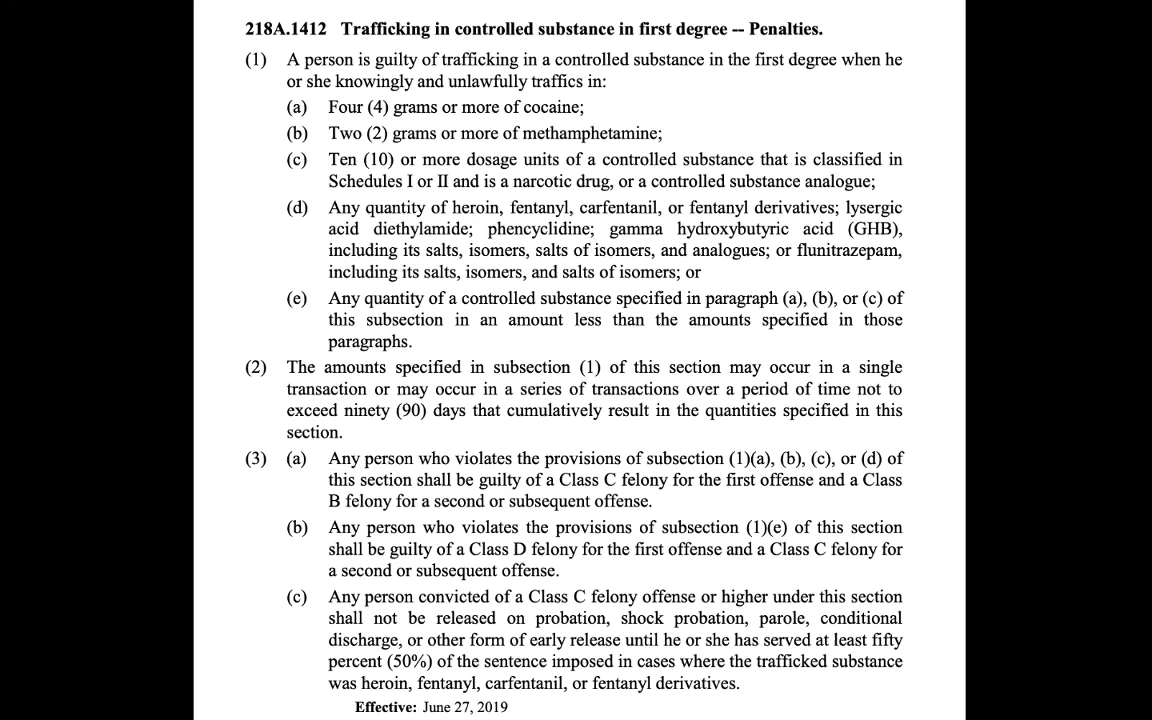 218A.1412 Trafficking in controlled substance in first degree -- Penalties.
(1) A person is guilty of trafficking in a controlled substance in the first degree when he
or she knowingly and unlawfully traffics in:
(a) Four (4) grams or more of cocaine;
(b) Two (2) grams or more of methamphetamine;
(c) Ten (10) or more dosage units of a controlled substance that is classified in
Schedules I or II and is a narcotic drug, or a controlled substance analogue;
(d) Any quantity of heroin, fentanyl, carfentanil, or fentanyl derivatives; lysergic
acid diethylamide; phencyclidine; gamma hydroxybutyric acid (GHB),
including its salts, isomers, salts of isomers, and analogues; or flunitrazepam,
including its salts, isomers, and salts of isomers; or
(e) Any quantity of a controlled substance specified in paragraph (a), (b), or (c) of
this subsection in an amount less than the amounts specified in those
paragraphs.
(2) The amounts specified in subsection (1) of this section may occur in a single
transaction or may occur in a series of transactions over a period of time not to
exceed ninety (90) days that cumulatively result in the quantities specified in this
section.
(3) (a) Any person who violates the provisions of subsection (1)(a), (b), (c), or (d) of
this section shall be guilty of a Class C felony for the first offense and a Class
B felony for a second or subsequent offense.
(b) Any person who violates the provisions of subsection (1)(e) of this section
shall be guilty of a Class D felony for the first offense and a Class C felony for
a second or subsequent offense.
(c) Any person convicted of a Class C felony offense or higher under this section
shall not be released on probation, shock probation, parole, conditional
discharge, or other form of early release until he or she has served at least fifty
percent (50%) of the sentence imposed in cases where the trafficked substance
was heroin, fentanyl, carfentanil, or fentanyl derivatives.
Effective: June 27, 2019